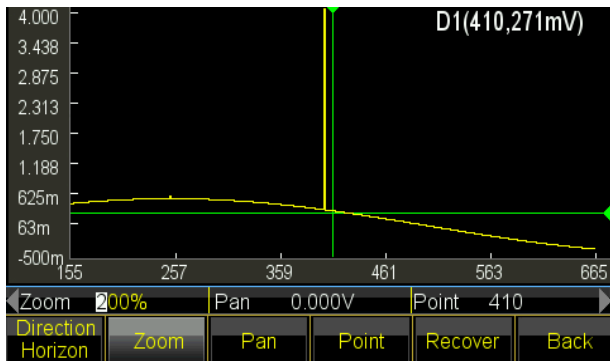 4.000
D1(410,271mV)
3.438
2.875
2.313
1.750
1.188
625m
63m
-500m
155 257 359 461 563 665
Zoom 200% Pan 0.000V Point 410
Direction Horizon Zoom Pan Point Recover Back